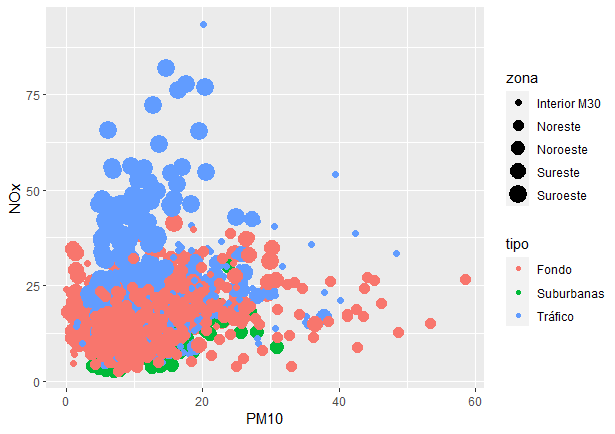 NOx
75
50
25
0
0
20
40
60
PM10
zona
Interior M30
Noreste
Noroeste
Sureste
Suroeste
tipo
Fondo
Suburbanas
Tráfico